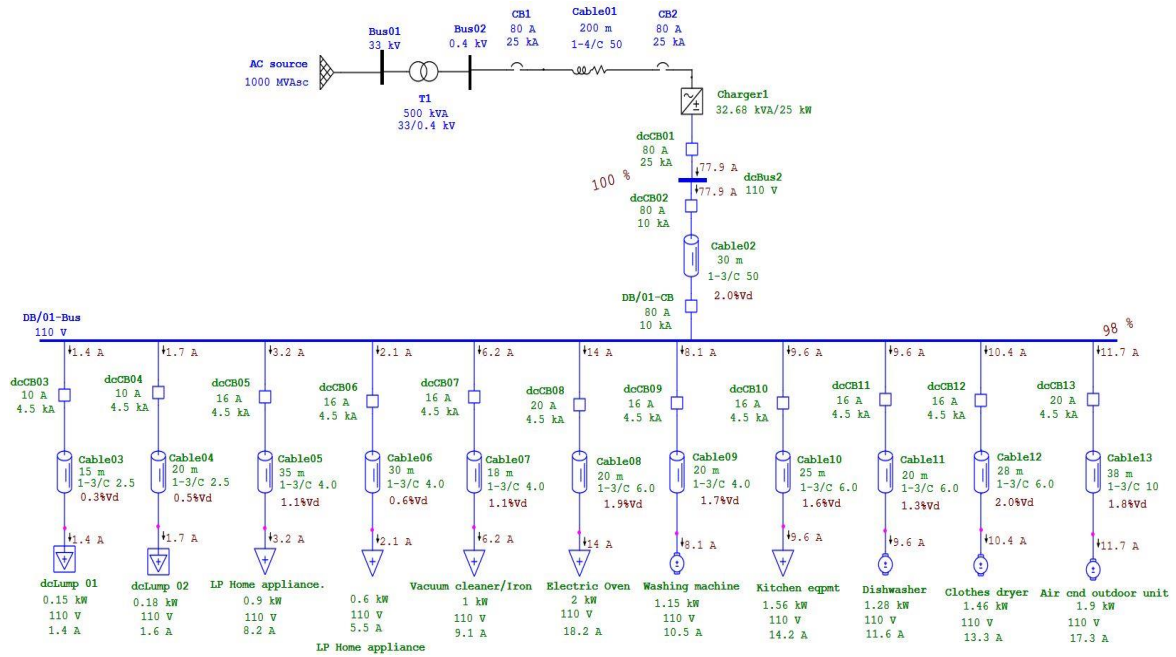 CB1
80 A
25 kA
Cable01
200 m
1-4/C 50
CB2
80 A
25 kA
Bus01
33 kV
Bus02
0.4 kV
AC source
1000 MVAsc
T1
500 kVA
33/0.4 kV
Charger1
32.68 kVA/25 kW
dcCB01
80 A
25 kA
77.9 A
100 %
dcBus2
110 V
77.9 A
dcCB02
80 A
10 kA
Cable02
30 m
1-3/C 50
2.0%Vd
DB/01-CB
80 A
10 kA
DB/01-Bus
110 V
98 %
1.4 A
1.7 A
3.2 A
2.1 A
6.2 A
14 A
8.1 A
9.6 A
9.6 A
10.4 A
11.7 A
dcCB03
10 A
4.5 kA
dcCB04
10 A
4.5 kA
dcCB05
16 A
4.5 kA
dcCB06
16 A
4.5 kA
dcCB07
16 A
4.5 kA
dcCB08
20 A
4.5 kA
dcCB09
16 A
4.5 kA
dcCB10
16 A
4.5 kA
dcCB11
16 A
4.5 kA
dcCB12
16 A
4.5 kA
dcCB13
20 A
4.5 kA
Cable03
15 m
1-3/C 2.5
0.3%Vd
Cable04
20 m
1-3/C 2.5
0.5%Vd
Cable05
35 m
1-3/C 4.0
1.1%Vd
Cable06
30 m
1-3/C 4.0
0.6%Vd
Cable07
18 m
1-3/C 4.0
1.1%Vd
Cable08
20 m
1-3/C 6.0
1.9%Vd
Cable09
20 m
1-3/C 4.0
1.7%Vd
Cable10
25 m
1-3/C 6.0
1.6%Vd
Cable11
20 m
1-3/C 6.0
1.3%Vd
Cable12
28 m
1-3/C 6.0
2.0%Vd
Cable13
38 m
1-3/C 10
1.8%Vd
1.4 A
1.7 A
3.2 A
2.1 A
6.2 A
14 A
8.1 A
9.6 A
9.6 A
10.4 A
11.7 A
dcLump 01
0.15 kW
110 V
1.4 A
dcLump 02
0.18 kW
110 V
1.6 A
LP Home appliance.
0.9 kW
110 V
8.2 A
0.6 kW
110 V
5.5 A
LP Home appliance
Vacuum cleaner/Iron
1 kW
110 V
9.1 A
Electric Oven
2 kW
110 V
18.2 A
Washing machine
1.15 kW
110 V
10.5 A
Kitchen eqpmt
1.56 kW
110 V
14.2 A
Dishwasher
1.28 kW
110 V
11.6 A
Clothes dryer
1.46 kW
110 V
13.3 A
Air cnd outdoor unit
1.9 kW
110 V
17.3 A